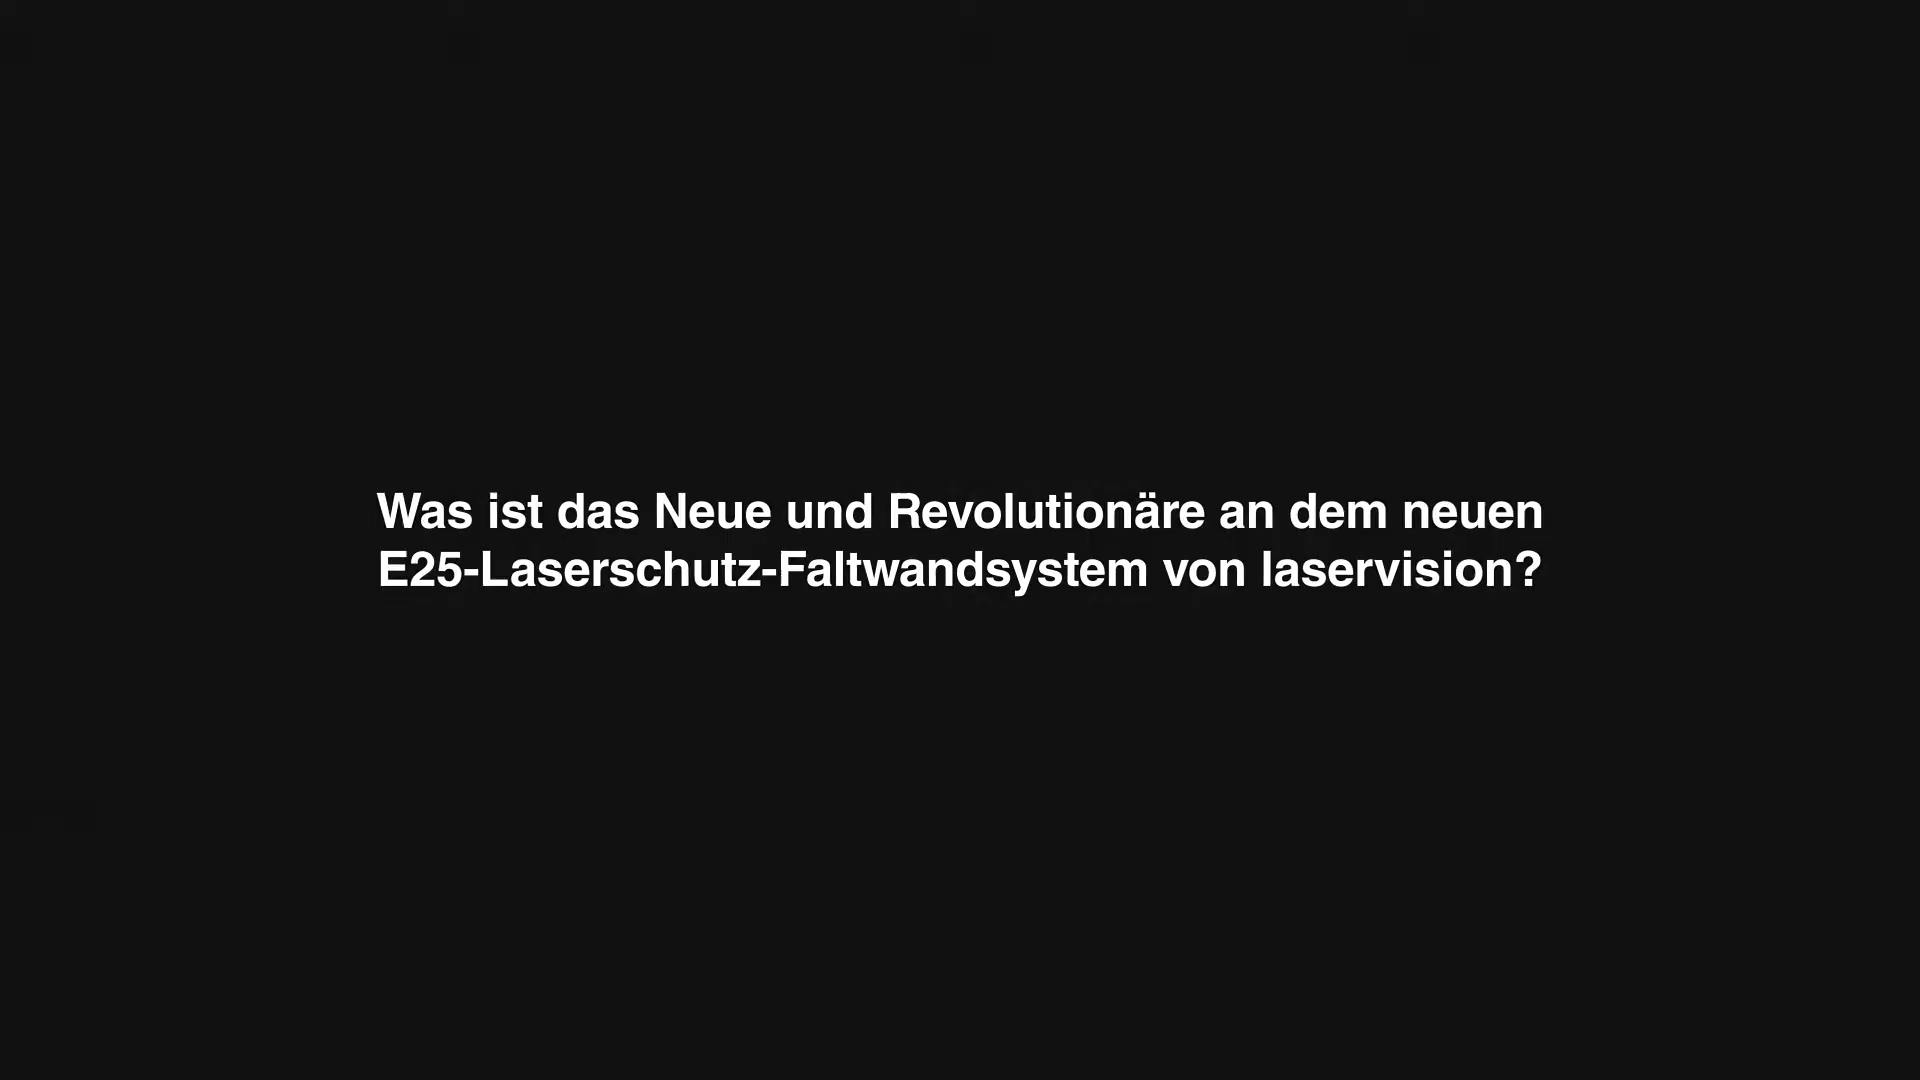 Was ist das Neue und Revolutionäre an dem neuen
E25-Laserschutz-Faltwandsystem von laservision?